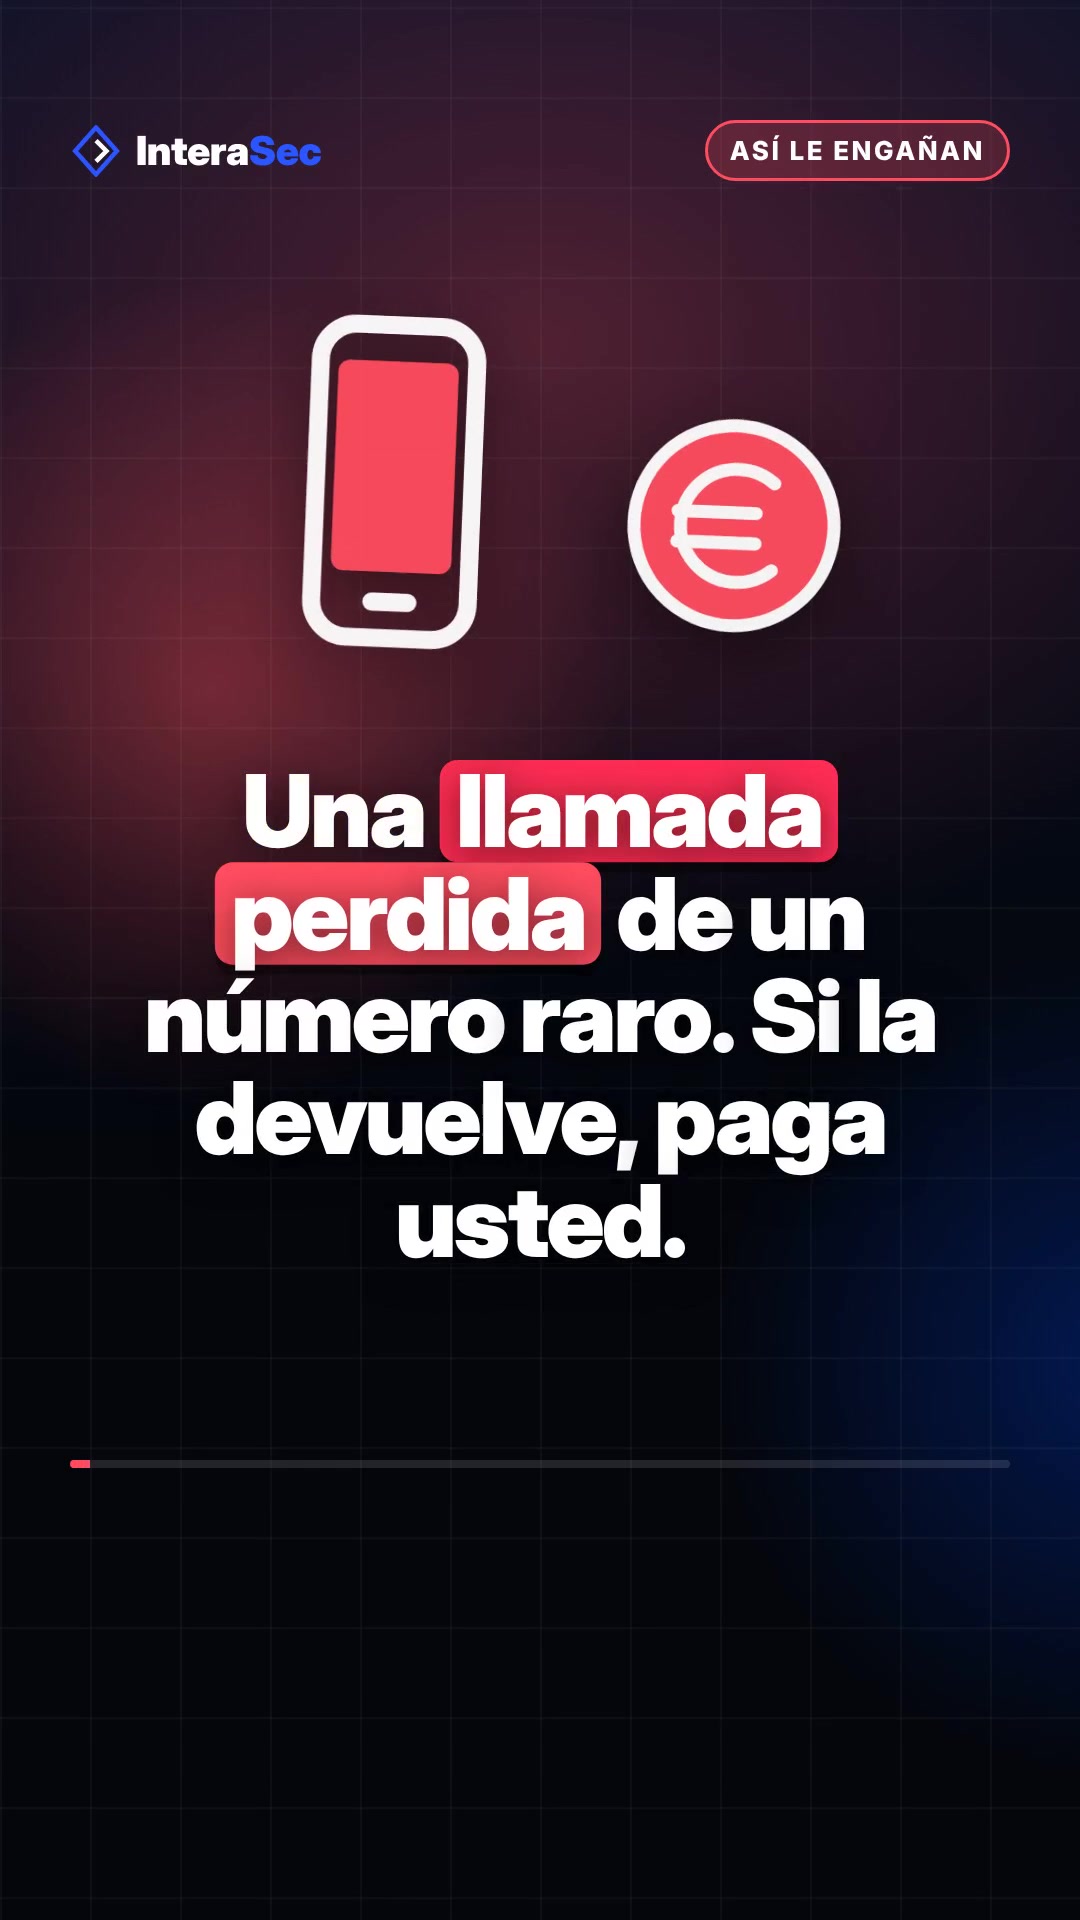 InteraSec
ASÍ LE ENGAÑAN
€
Una llamada
perdida de un
número raro. Si la
devuelve, paga
usted.